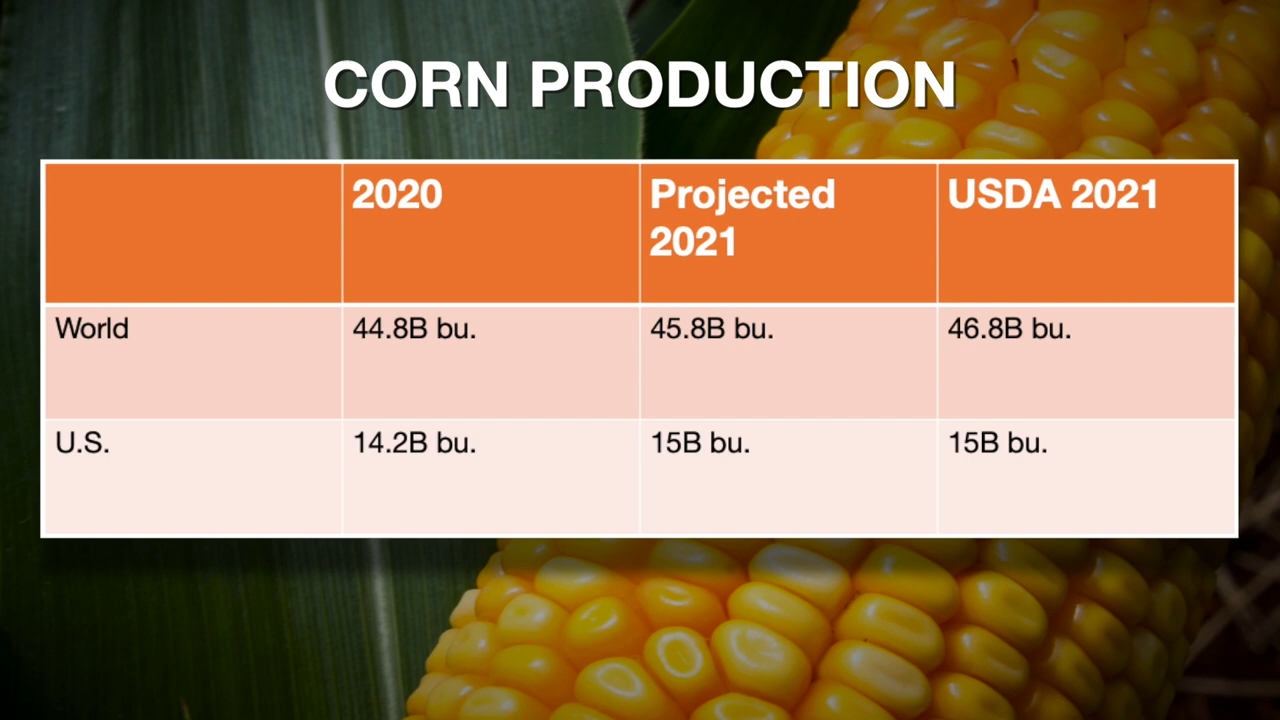 CORN PRODUCTION
2020
Projected
2021
USDA 2021
World
44.8B bu.
45.8B bu.
46.8B bu.
U.S.
14.2B bu.
15B bu.
15B bu.